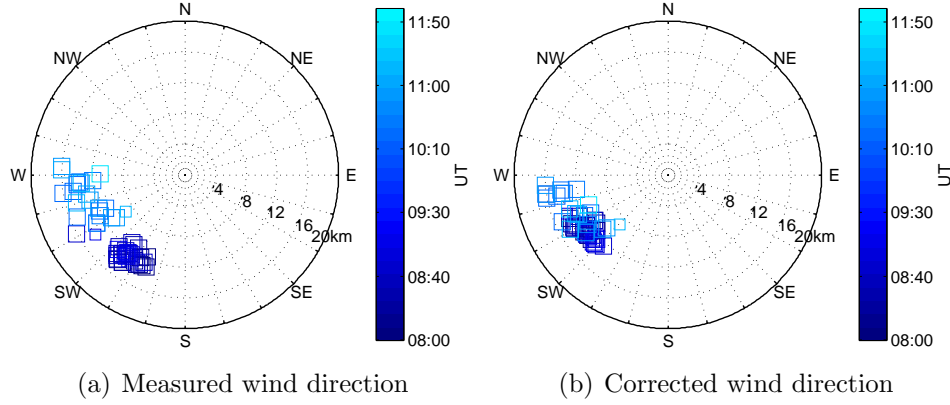 N
NW
NE
W
E
SW
SE
S
4
8
12
16
20km
11:50
11:00
10:10
09:30
08:40
08:00
UT
(a) Measured wind direction
N
NW
NE
W
E
SW
SE
S
4
8
12
16
20km
11:50
11:00
10:10
09:30
08:40
08:00
UT
(b) Corrected wind direction